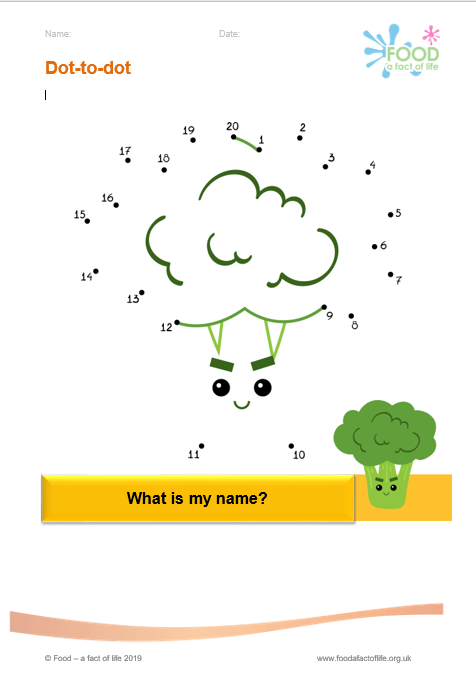 Name: Date:
FOOD
a fact of life
Dot-to-dot
20 1 2
19
17 18 3 4
16
15 5
6
14 7
13
12 9 8
11 10
What is my name?
© Food – a fact of life 2019 www.foodafactoflife.org.uk